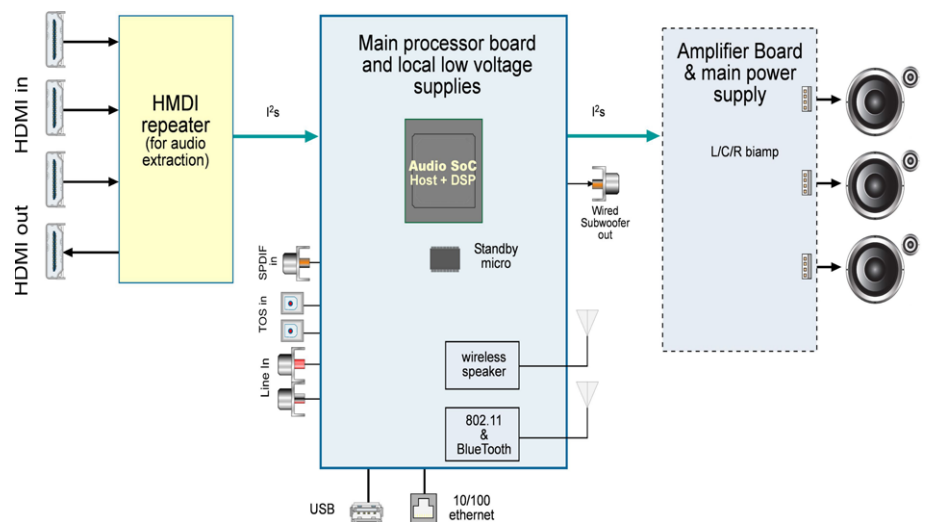 HDMI in
HDMI out
HMDI
repeater
(for audio
extraction)
I²s
Main processor board
and local low voltage
supplies
Audio SoC
Host + DSP
Standby
micro
SPDIF
in
TOS in
Line In
wireless
speaker
802.11
&
BlueTooth
USB
10/100
ethernet
I²s
Wired
Subwoofer
out
Amplifier Board
& main power
supply
L/C/R biamp